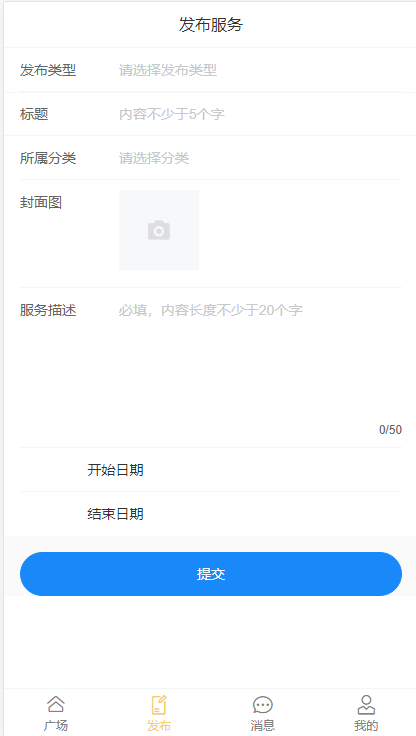 发布服务
发布类型 请选择发布类型
标题 内容不少于5个字
所属分类 请选择分类
封面图
服务描述 必填，内容长度不少于20个字
0/50
开始日期
结束日期
提交
广场 发布 消息 我的